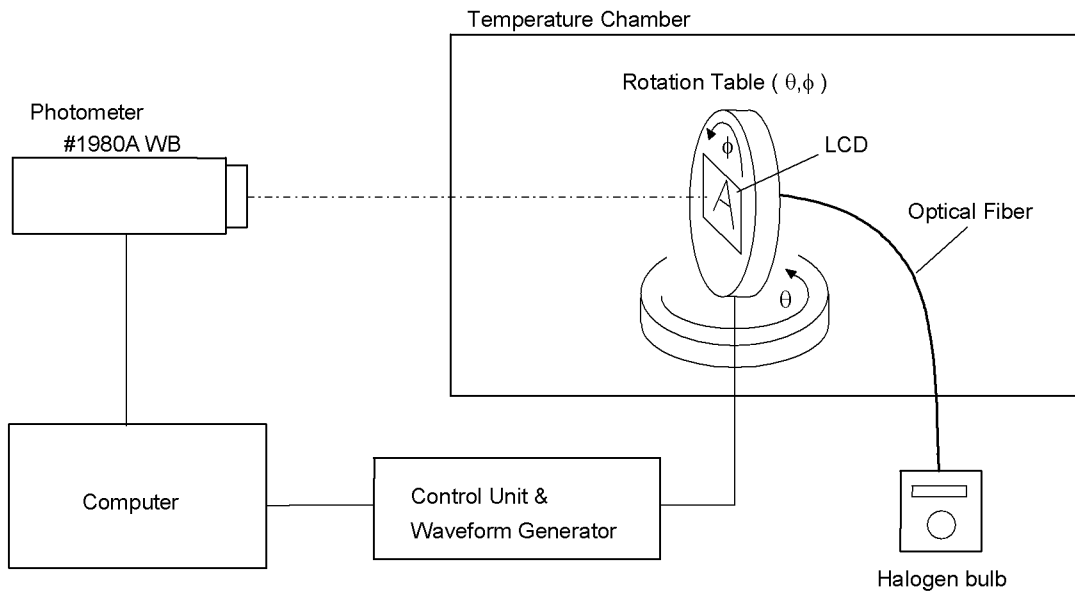 Temperature Chamber
Rotation Table ( θ,ϕ )
Photometer
#1980A WB
ϕ
LCD
A
Optical Fiber
θ
Computer
Control Unit &
Waveform Generator
Halogen bulb